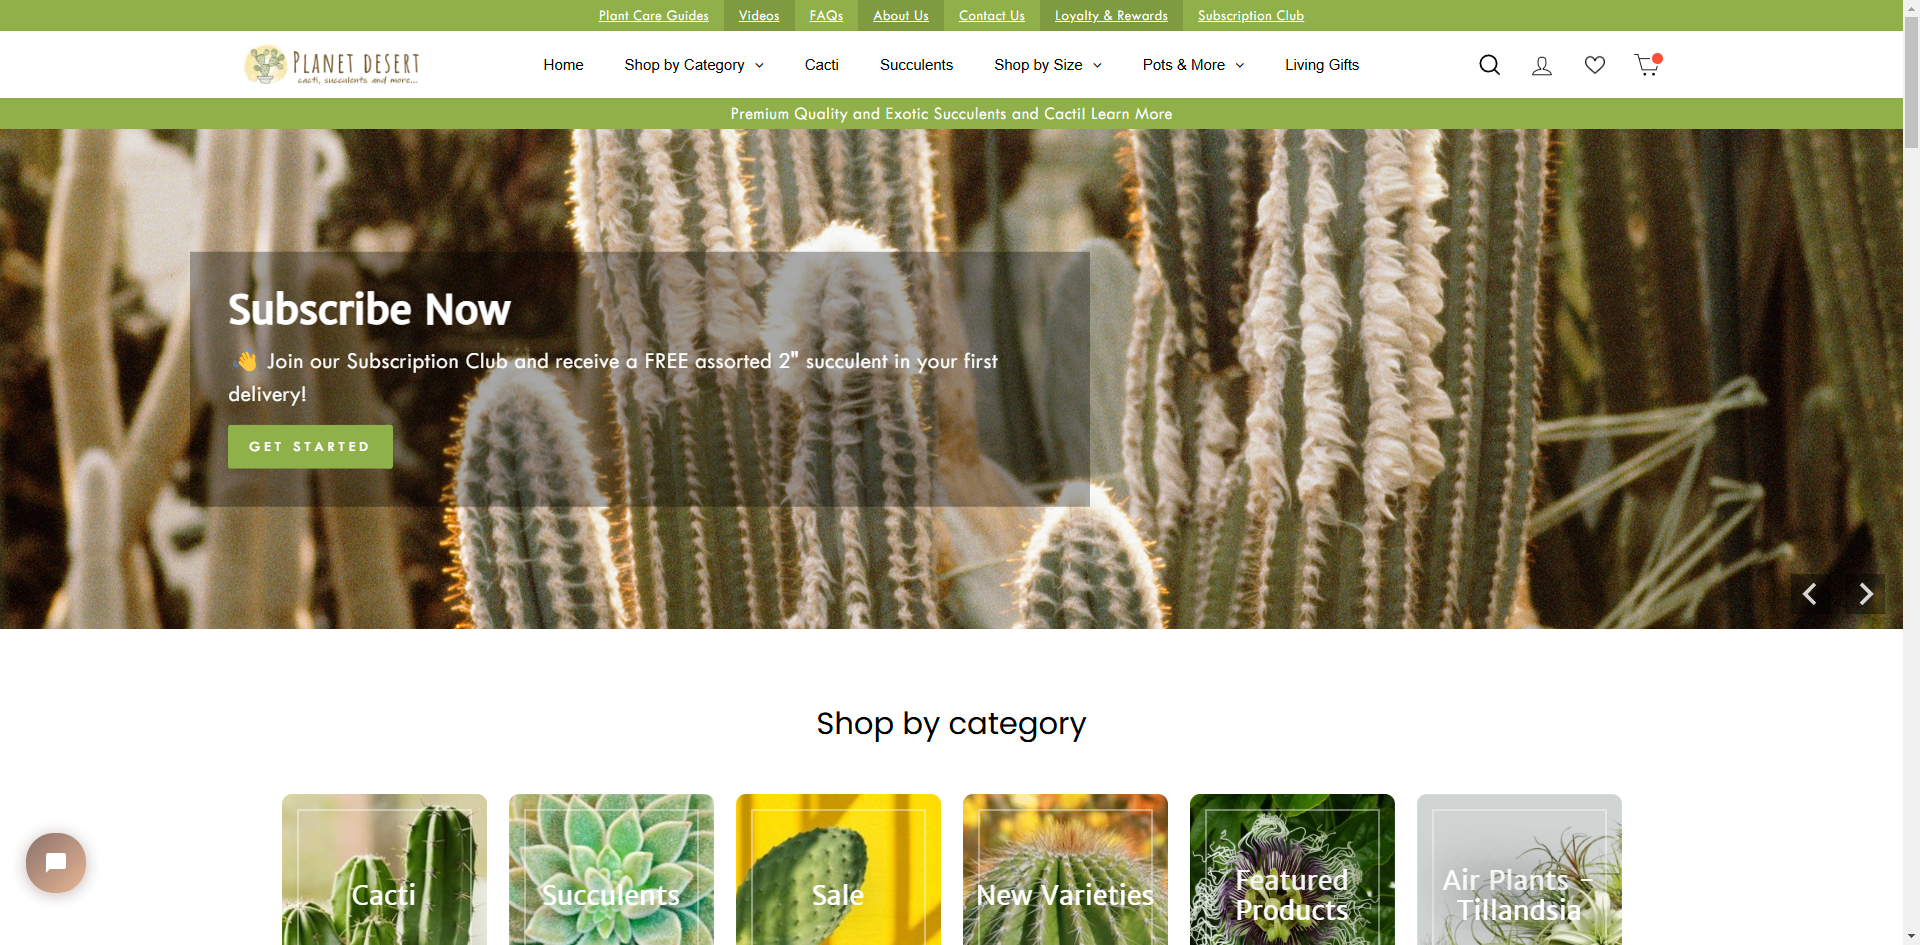 Plant Care Guides Videos FAQs About Us Contact Us Loyalty & Rewards Subscription Club
PLANET DESERT
cacti, succulents and more...
Home Shop by Category Cacti Succulents Shop by Size Pots & More Living Gifts
Premium Quality and Exotic Succulents and Cacti! Learn More
Subscribe Now
👋 Join our Subscription Club and receive a FREE assorted 2" succulent in your first
delivery!
GET STARTED
Shop by category
Cacti
Succulents
Sale
New Varieties
Featured
Products
Air Plants -
Tillandsia